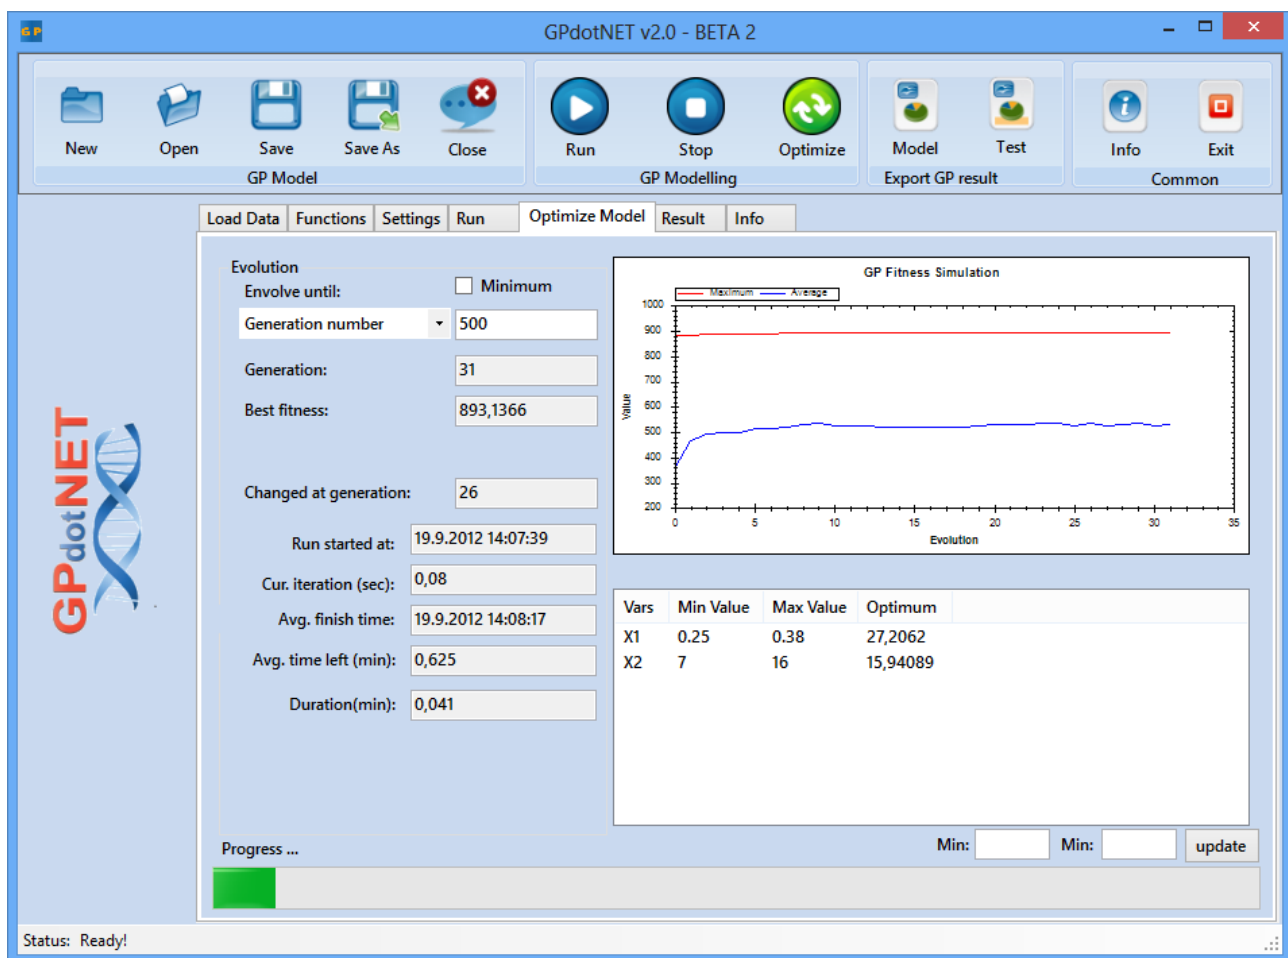 GP
GPdotNET v2.0 - BETA 2
New Open Save Save As Close Run Stop Optimize Model Test Info Exit
GP Model GP Modelling Export GP result Common
Load Data Functions Settings Run Optimize Model Result Info
Evolution
Envolve until: Minimum
Generation number 500
Generation: 31
Best fitness: 893,1366
Changed at generation: 26
Run started at: 19.9.2012 14:07:39
Cur. iteration (sec): 0,08
Avg. finish time: 19.9.2012 14:08:17
Avg. time left (min): 0,625
Duration(min): 0,041
GP Fitness Simulation
Maximum Average
1000
900
800
700
600
500
400
300
200
Value
0 5 10 15 20 25 30 35
Evolution
Vars Min Value Max Value Optimum
X1 0.25 0.38 27,2062
X2 7 16 15,94089
Min: Min: update
Progress ...
GPdotNET
Status: Ready!